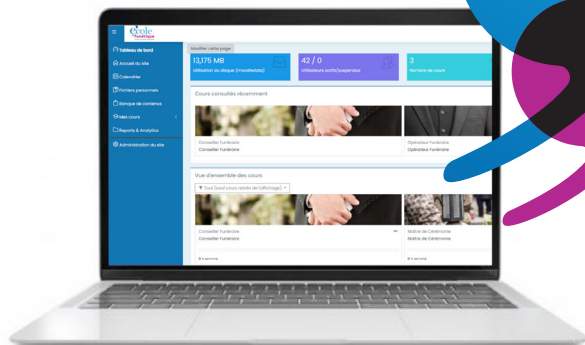 école
Funéraire
Tableau de bord
Accueil du site
Calendrier
Fichiers personnels
Banque de contenus
Mes cours
Reports & Analytics
Administration du site
Modifier cette page
13,175 MB
Utilisation du disque (moodledata)
42 / 0
Utilisateurs actifs/suspendus
3
Nombre de cours
Cours consultés récemment
Conseiller Funéraire
Conseiller Funéraire
Opérateur Funéraire
Opérateur Funéraire
Vue d'ensemble des cours
Tout (sauf cours retirés de l'affichage)
Conseiller Funéraire
Conseiller Funéraire
Maître de Cérémonie
Maître de Cérémonie